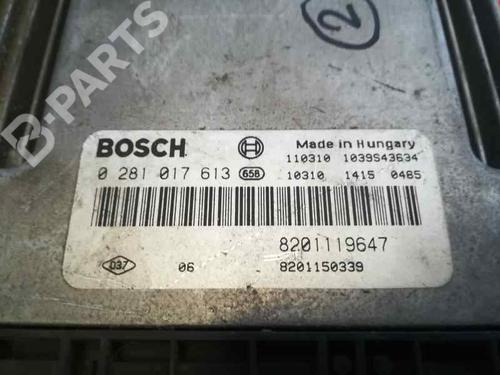 B-PARTS
2
BOSCH
Made in Hungary
110310 1039S43634
0 281 017 613 656
10310 1415 0485
8201119647
D37 06 8201150339